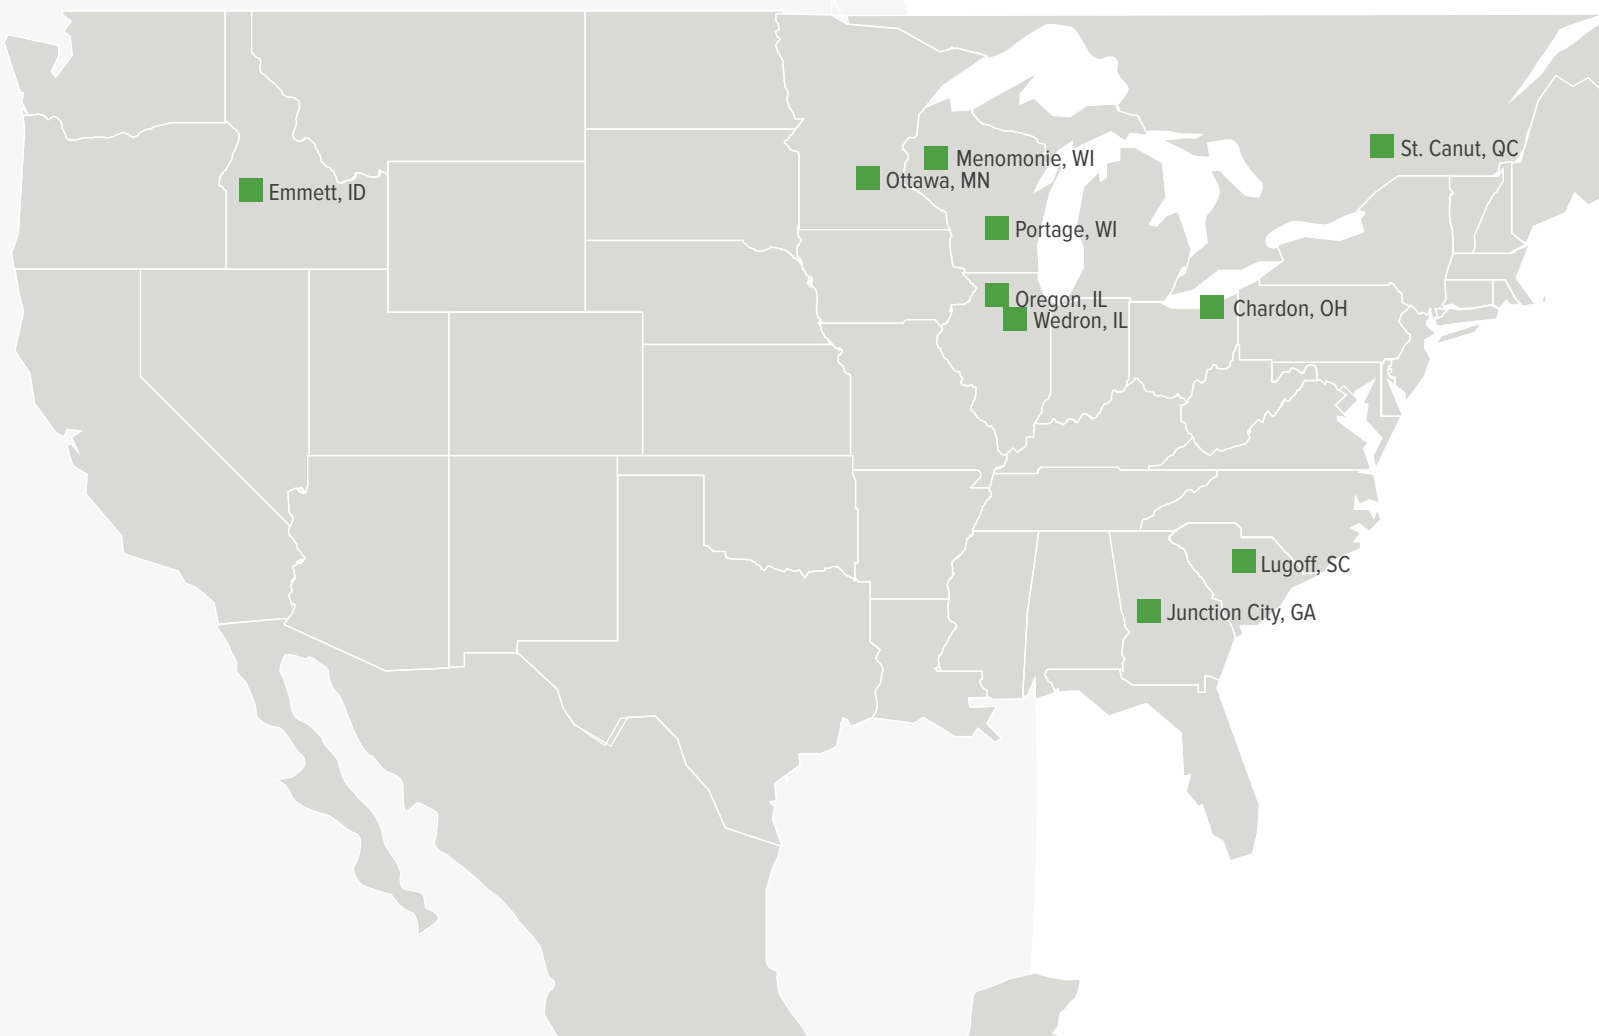 St. Canut, QC
Menomonie, WI
Ottawa, MN
Emmett, ID
Portage, WI
Oregon, IL
Chardon, OH
Wedron, IL
Lugoff, SC
Junction City, GA